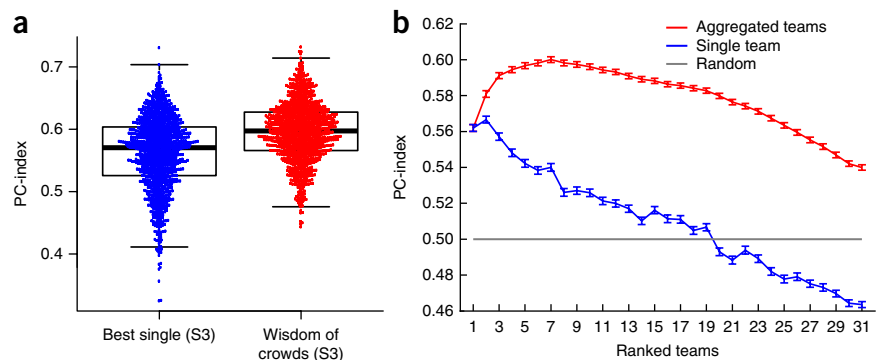 a
PC-index
0.7
0.6
0.5
0.4
Best single (S3)
Wisdom of
crowds (S3)
b
PC-index
0.62
0.60
0.58
0.56
0.54
0.52
0.50
0.48
0.46
Aggregated teams
Single team
Random
1 3 5 7 9 11 13 15 17 19 21 23 25 27 29 31
Ranked teams